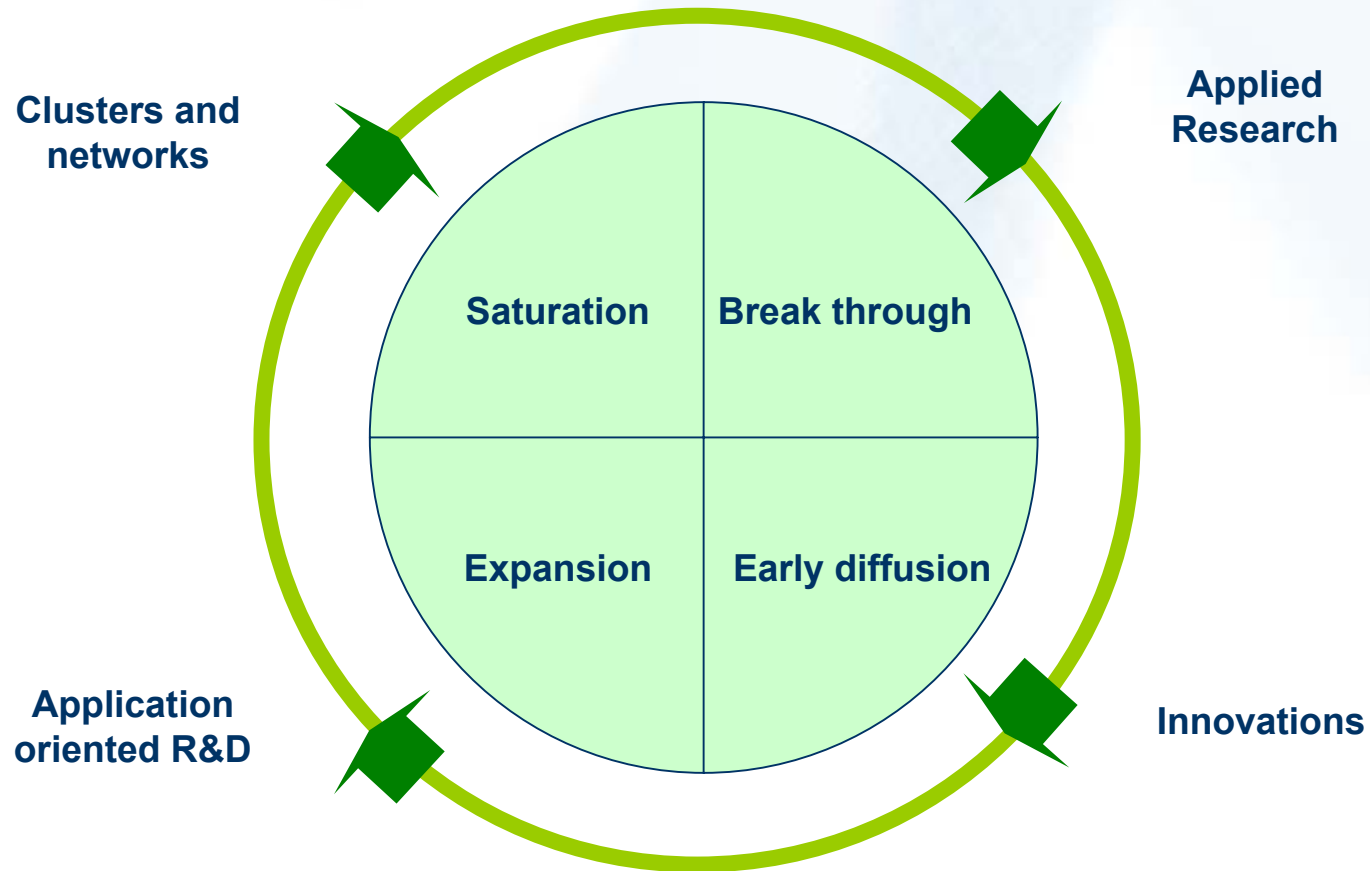 Clusters and
networks
Applied
Research
Saturation
Break through
Expansion
Early diffusion
Application
oriented R&D
Innovations